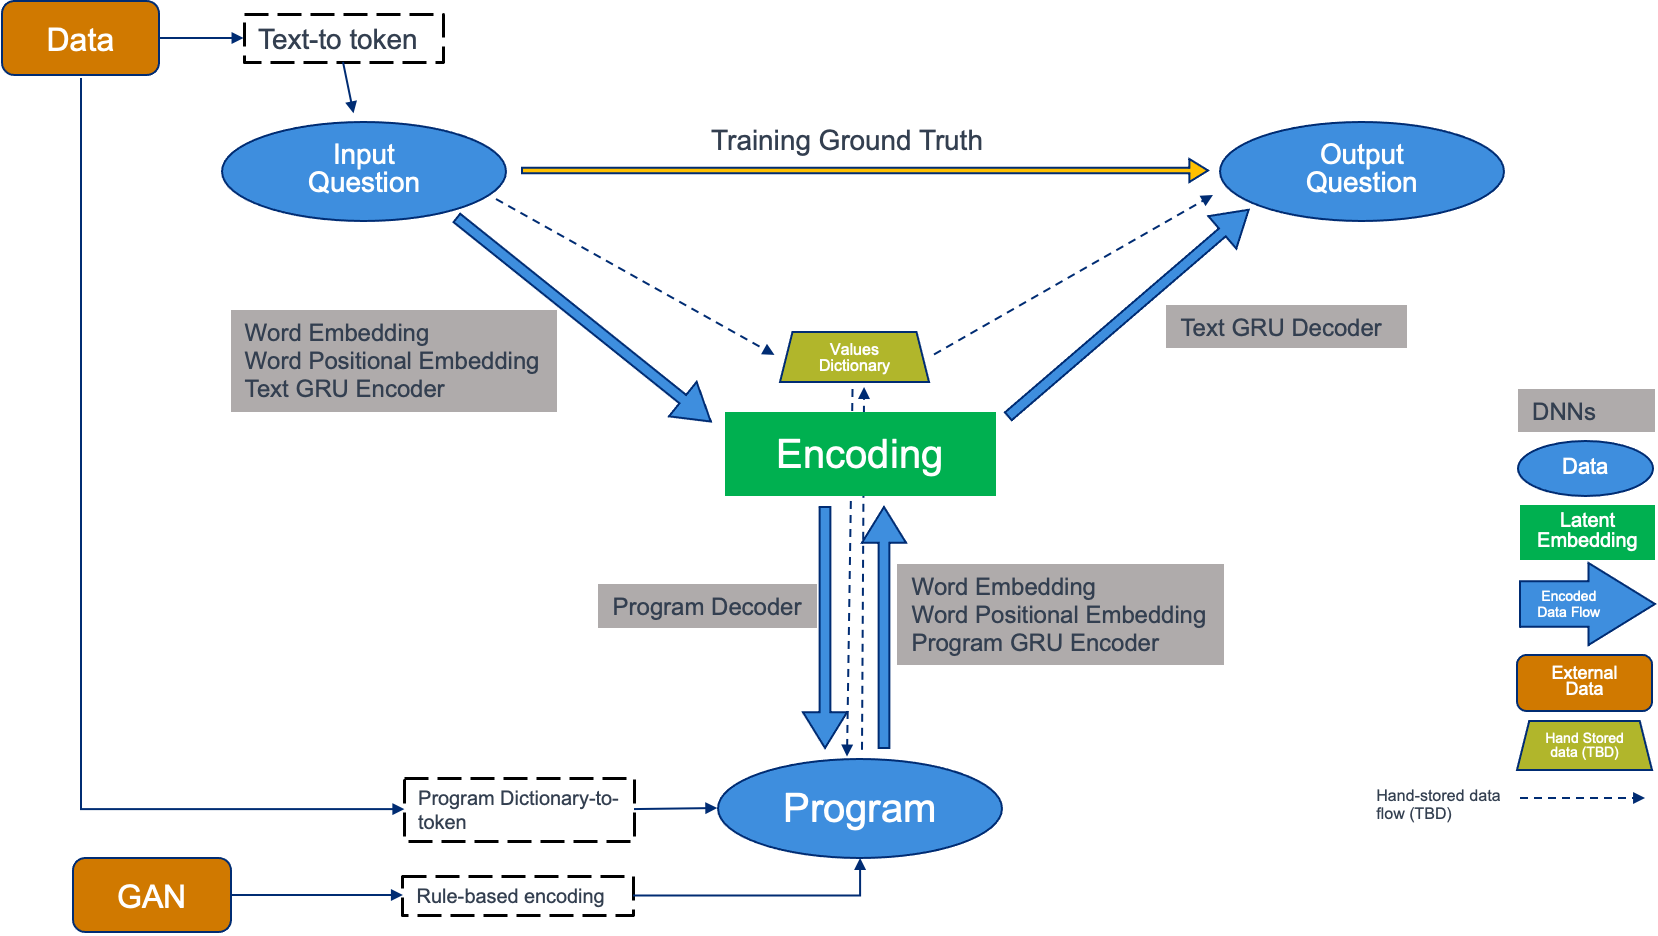 Data
Text-to token
Training Ground Truth
Input
Question
Output
Question
Word Embedding
Word Positional Embedding
Text GRU Encoder
Values
Dictionary
Text GRU Decoder
Encoding
Program Decoder
Word Embedding
Word Positional Embedding
Program GRU Encoder
Program Dictionary-to-
token
Program
GAN
Rule-based encoding
DNNs
Data
Latent
Embedding
Encoded
Data Flow
External
Data
Hand Stored
data (TBD)
Hand-stored data
flow (TBD)